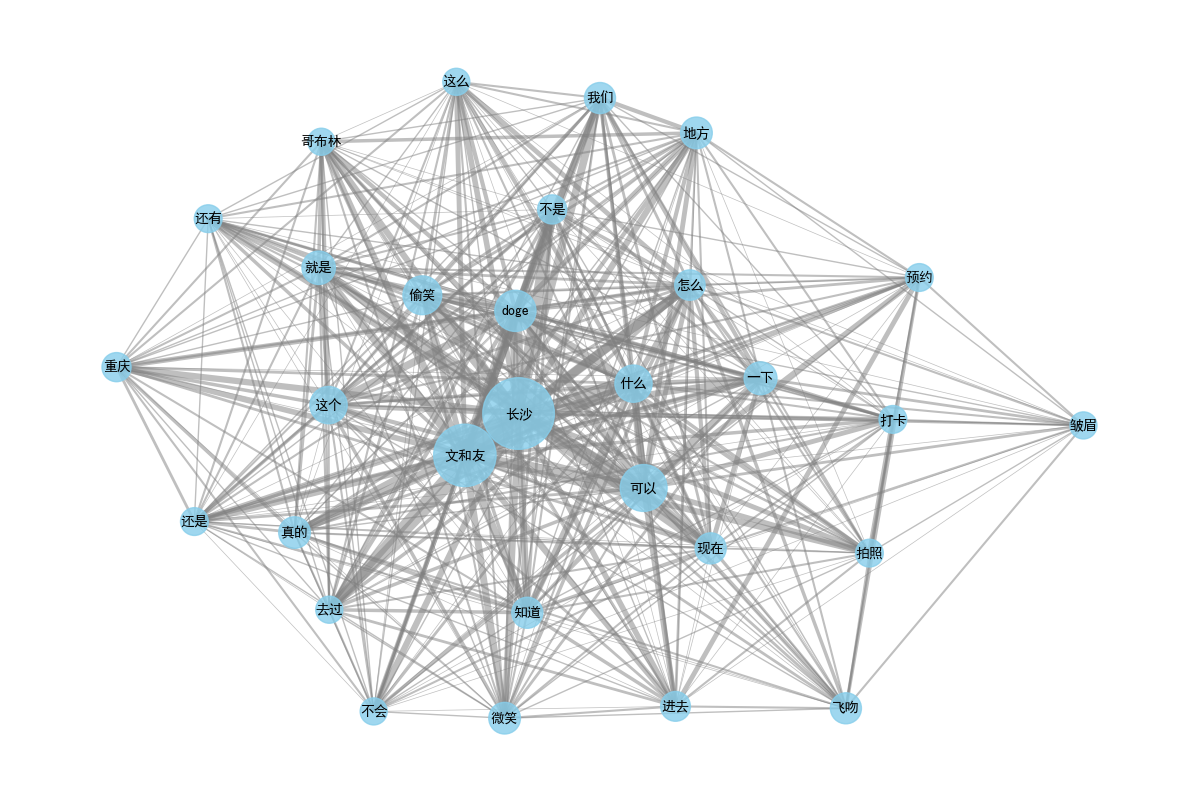 这么
我们
地方
哥布林
不是
还有
就是
预约
怎么
偷笑
doge
重庆
一下
什么
这个
长沙
打卡
皱眉
文和友
可以
还是
真的
现在
拍照
去过
知道
进去
飞吻
不会
微笑